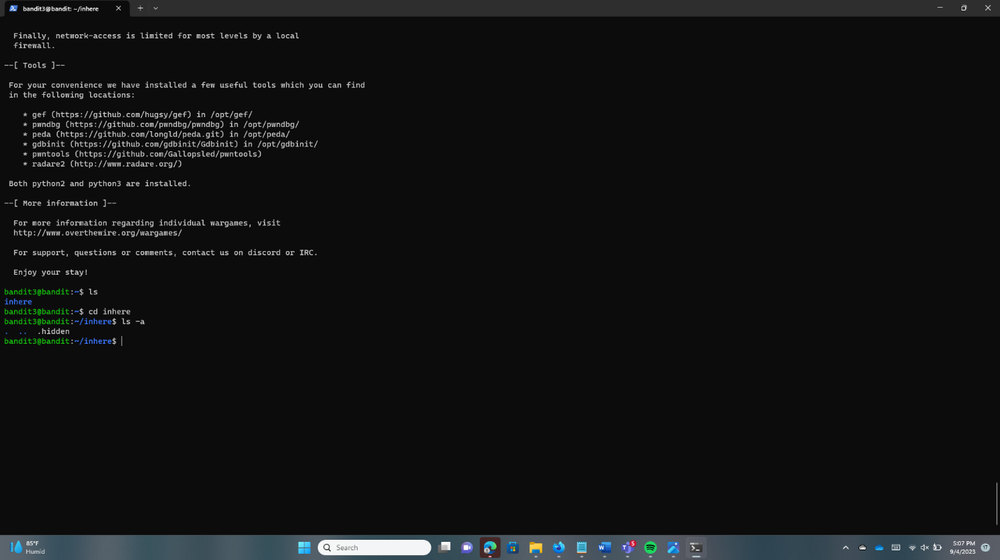 bandit3@bandit: ~/inhere
Finally, network-access is limited for most levels by a local
firewall.
--[ Tools ]--
For your convenience we have installed a few useful tools which you can find
in the following locations:
* gef (https://github.com/hugsy/gef) in /opt/gef/
* pwndbg (https://github.com/pwndbg/pwndbg) in /opt/pwndbg/
* peda (https://github.com/longld/peda.git) in /opt/peda/
* gdbinit (https://github.com/gdbinit/Gdbinit) in /opt/gdbinit/
* pwntools (https://github.com/Gallopsled/pwntools)
* radare2 (http://www.radare.org/)
Both python2 and python3 are installed.
--[ More information ]--
For more information regarding individual wargames, visit
http://www.overthewire.org/wargames/
For support, questions or comments, contact us on discord or IRC.
Enjoy your stay!
bandit3@bandit:~$ ls
inhere
bandit3@bandit:~$ cd inhere
bandit3@bandit:~/inhere$ ls -a
. .. .hidden
bandit3@bandit:~/inhere$
85°F
Humid
Search
5
5:07 PM
9/4/2023
17